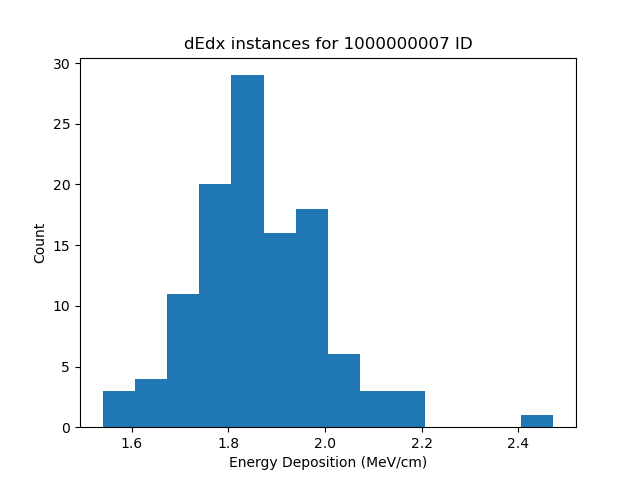 dEdx instances for 1000000007 ID
30
25
20
15
10
5
0
Count
1.6 1.8 2.0 2.2 2.4
Energy Deposition (MeV/cm)